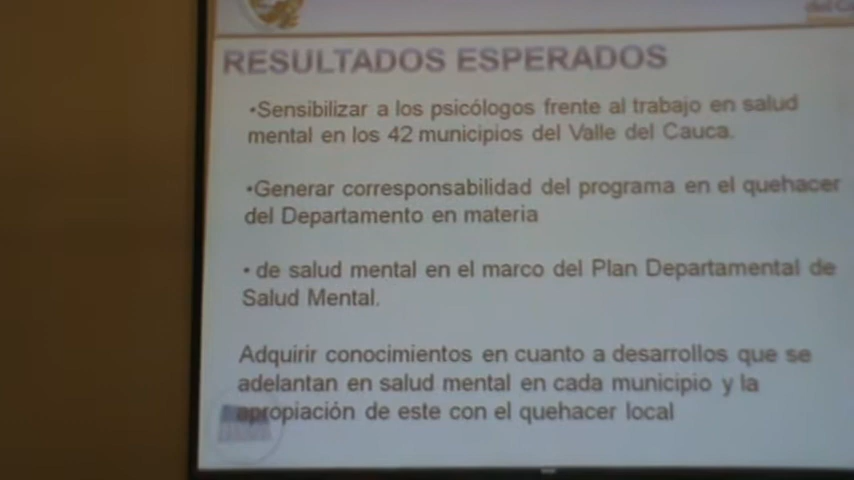 RESULTADOS ESPERADOS
•Sensibilizar a los psicólogos frente al trabajo en salud
mental en los 42 municipios del Valle del Cauca.
•Generar corresponsabilidad del programa en el quehacer
del Departamento en materia
• de salud mental en el marco del Plan Departamental de
Salud Mental.
Adquirir conocimientos en cuanto a desarrollos que se
adelantan en salud mental en cada municipio y la
apropiación de este con el quehacer local